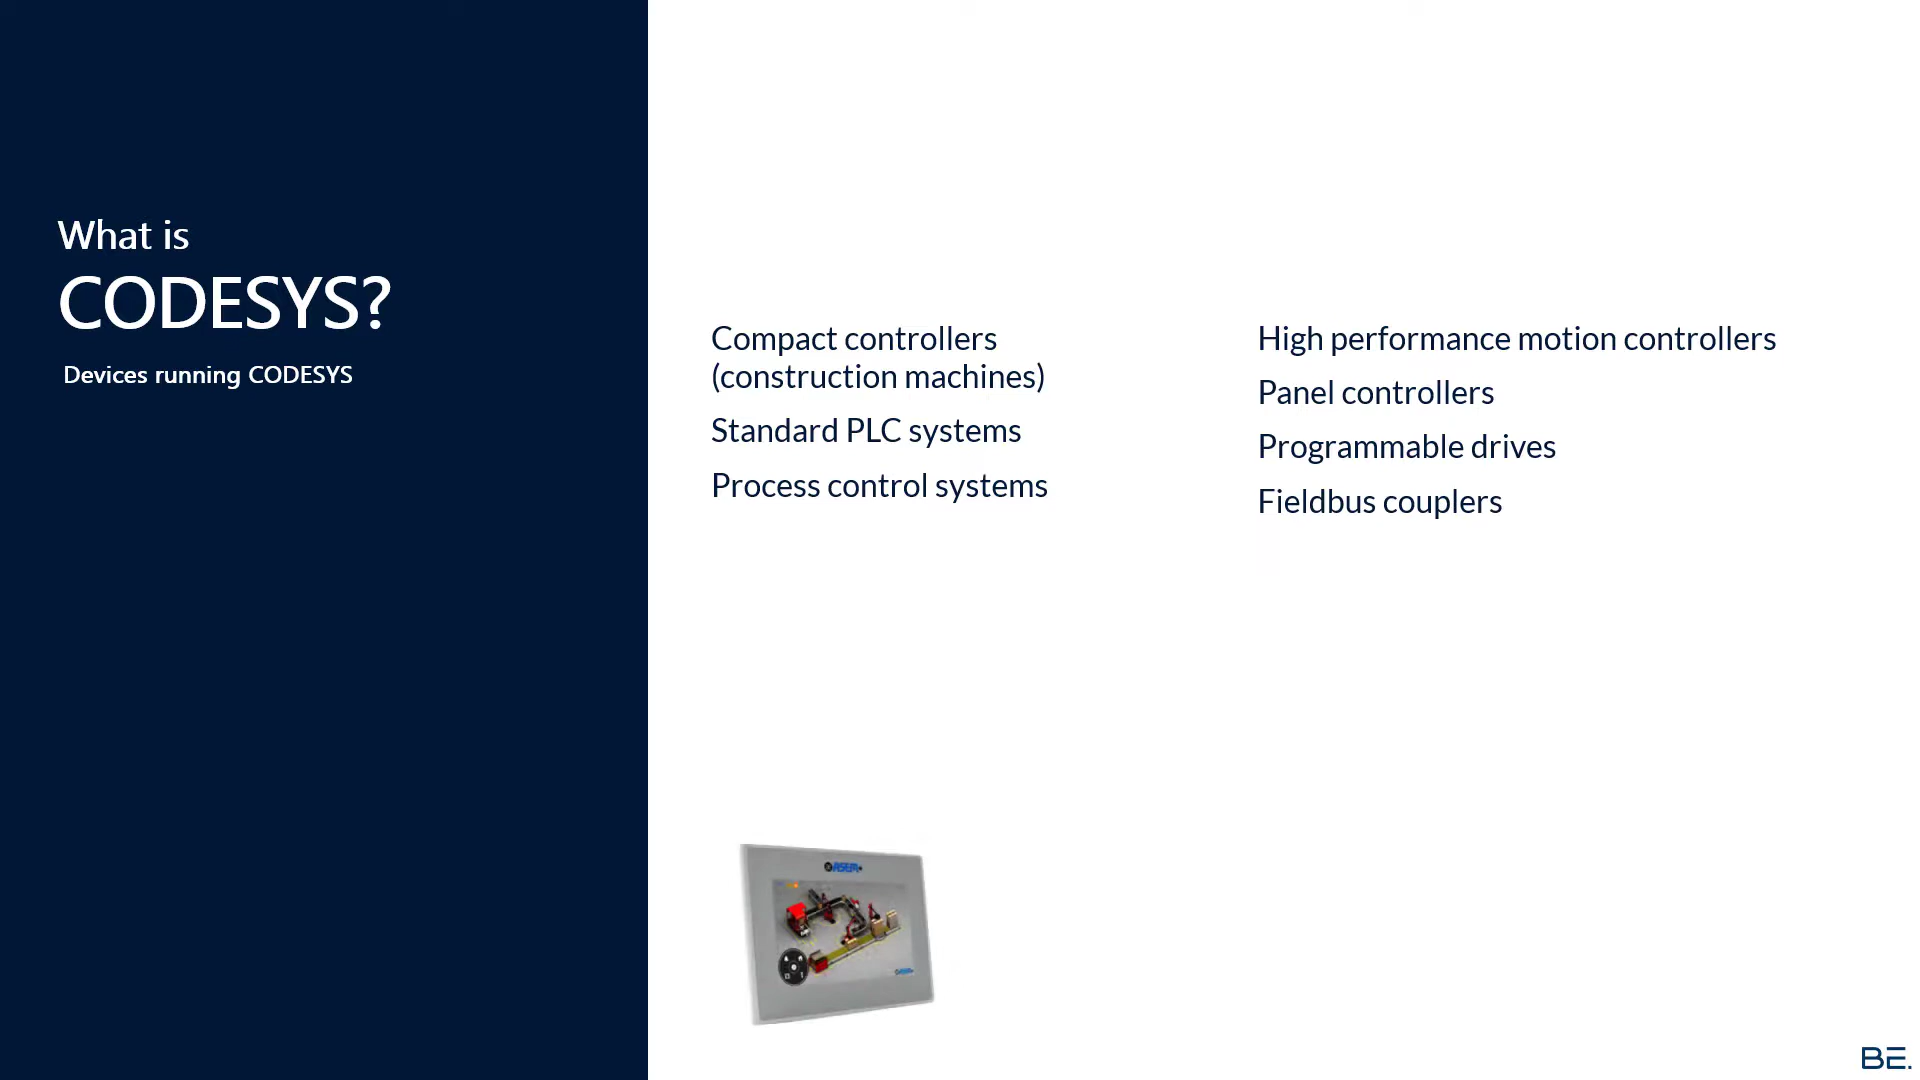 What is
CODESYS?
Devices running CODESYS
Compact controllers
(construction machines)
Standard PLC systems
Process control systems
High performance motion controllers
Panel controllers
Programmable drives
Fieldbus couplers
ASEM
BE.